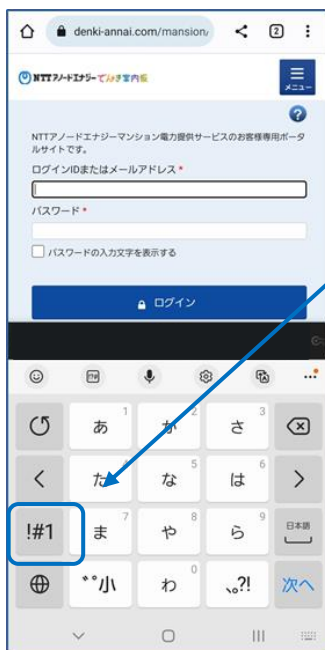 denki-annai.com/mansion/
2
NTTアノードエナジーでんき案内板
メニュー
?
NTTアノードエナジーマンション電力提供サービスのお客様専用ポータ
ルサイトです。
ログインIDまたはメールアドレス*
パスワード*
パスワードの入力文字を表示する
ログイン
あ 1
か 2
さ 3
た
な 5
は 6
!#1
ま 7
や 8
ら 9
日本語
゛゜小
わ 0
、。?!
次へ